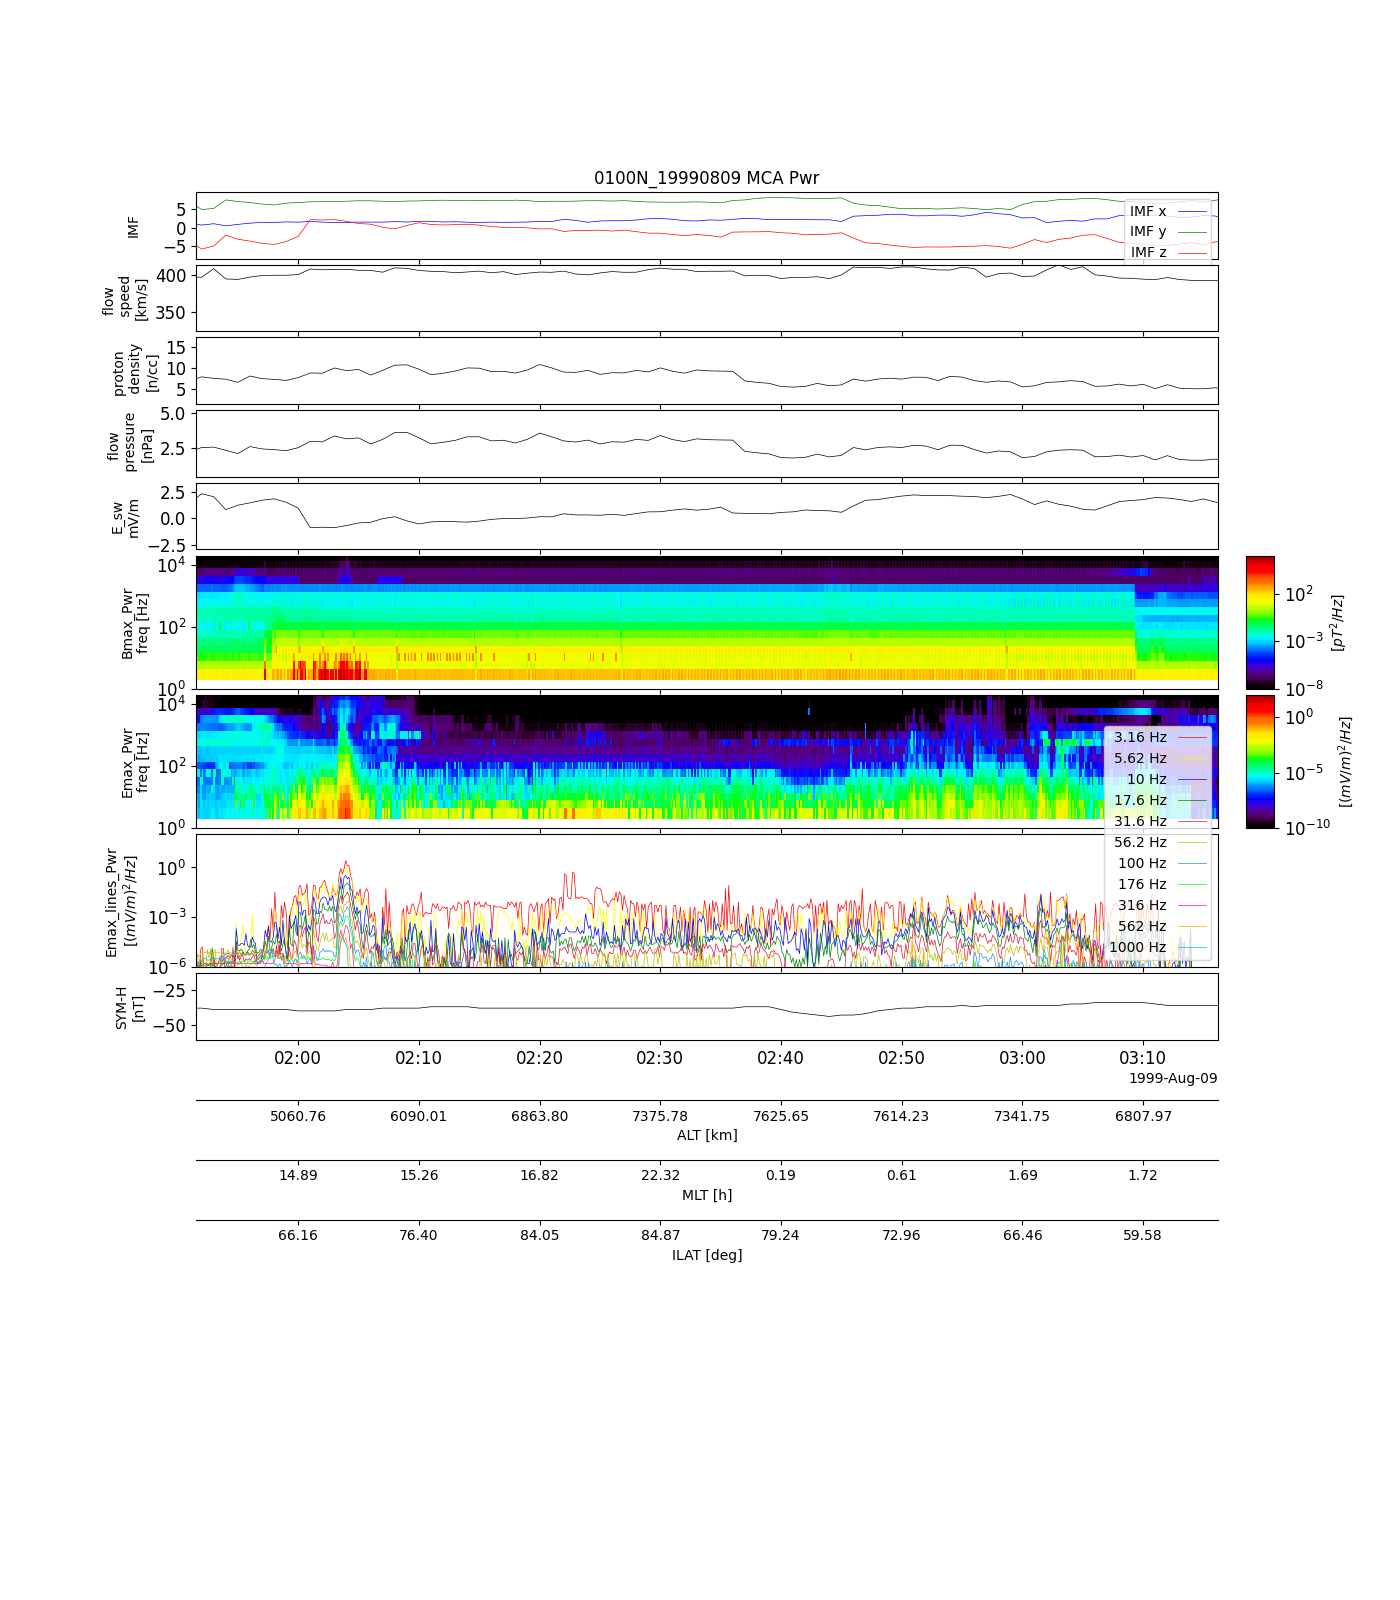 0100N_19990809 MCA Pwr
IMF
5
0
−5
IMF x
IMF y
IMF z
flow
speed
[km/s]
400
350
proton
density
[n/cc]
15
10
5
flow
pressure
[nPa]
5.0
2.5
E_sw
mV/m
2.5
0.0
−2.5
Bmax_Pwr
freq [Hz]
10^4
10^2
10^0
10^2
10^−3
10^−8
[pT^2/Hz]
Emax_Pwr
freq [Hz]
10^4
10^2
10^0
10^0
10^−5
10^−10
[(mV/m)^2/Hz]
3.16 Hz
5.62 Hz
10 Hz
17.6 Hz
31.6 Hz
56.2 Hz
100 Hz
176 Hz
316 Hz
562 Hz
1000 Hz
Emax_lines_Pwr
[(mV/m)^2/Hz]
10^0
10^−3
10^−6
SYM-H
[nT]
−25
−50
02:00 02:10 02:20 02:30 02:40 02:50 03:00 03:10
1999-Aug-09
5060.76 6090.01 6863.80 7375.78 7625.65 7614.23 7341.75 6807.97
ALT [km]
14.89 15.26 16.82 22.32 0.19 0.61 1.69 1.72
MLT [h]
66.16 76.40 84.05 84.87 79.24 72.96 66.46 59.58
ILAT [deg]